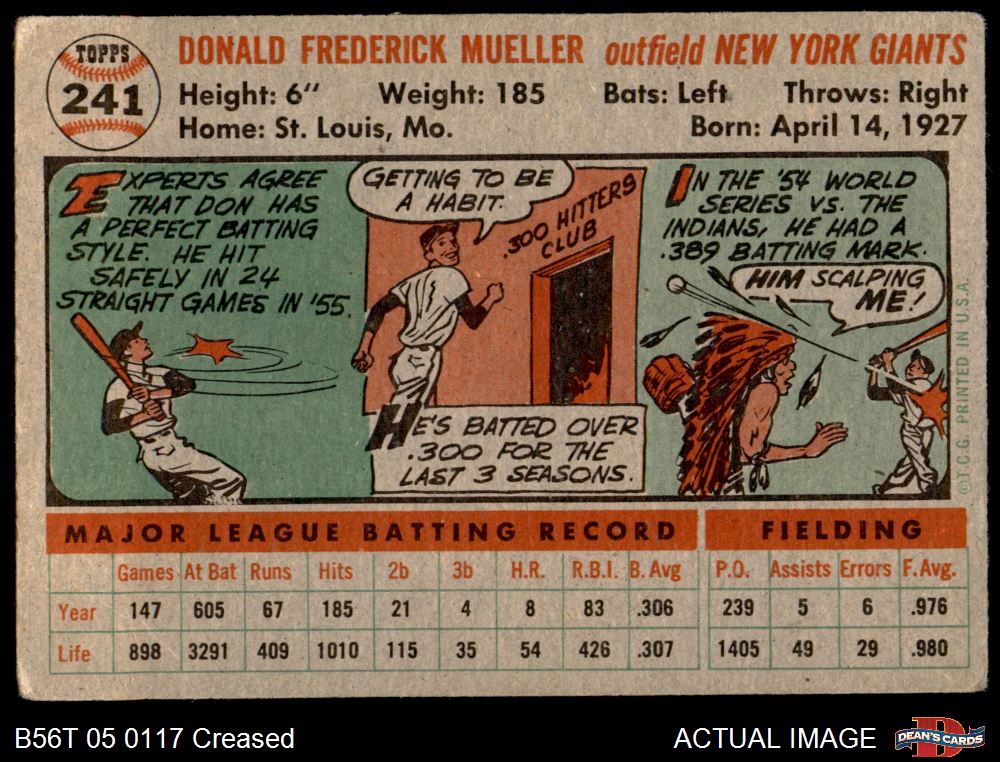 TOPPS
241
DONALD FREDERICK MUELLER outfield NEW YORK GIANTS
Height: 6" Weight: 185 Bats: Left Throws: Right
Home: St. Louis, Mo. Born: April 14, 1927
EXPERTS AGREE
THAT DON HAS
A PERFECT BATTING
STYLE. HE HIT
SAFELY IN 24
STRAIGHT GAMES IN '55.
GETTING TO BE
A HABIT.
.300 HITTERS
CLUB
HE'S BATTED OVER
.300 FOR THE
LAST 3 SEASONS.
IN THE '54 WORLD
SERIES VS. THE
INDIANS, HE HAD A
.389 BATTING MARK.
HIM SCALPING
ME!
©T.C.G. PRINTED IN U.S.A.
MAJOR LEAGUE BATTING RECORD FIELDING
Games At Bat Runs Hits 2b 3b H.R. R.B.I. B. Avg P.O. Assists Errors F. Avg.
Year 147 605 67 185 21 4 8 83 .306 239 5 6 .976
Life 898 3291 409 1010 115 35 54 426 .307 1405 49 29 .980
B56T 05 0117 Creased ACTUAL IMAGE
DEAN'S CARDS